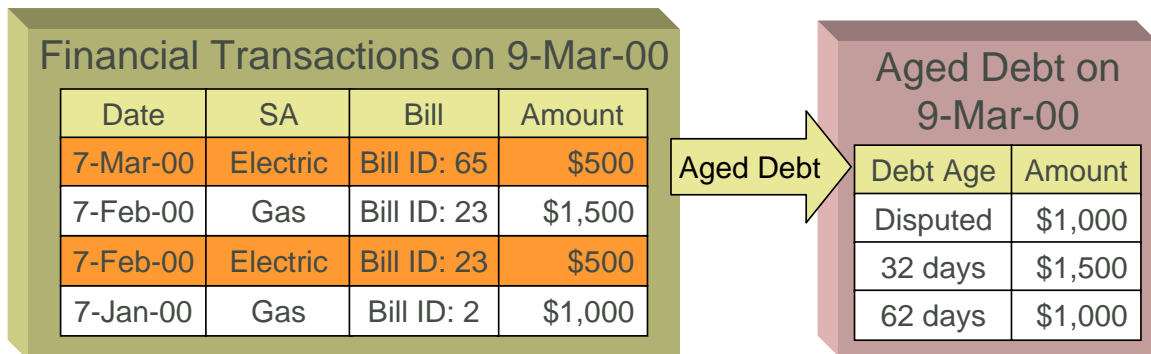 Financial Transactions on 9-Mar-00
Date SA Bill Amount
7-Mar-00 Electric Bill ID: 65 $500
7-Feb-00 Gas Bill ID: 23 $1,500
7-Feb-00 Electric Bill ID: 23 $500
7-Jan-00 Gas Bill ID: 2 $1,000
Aged Debt
Aged Debt on
9-Mar-00
Debt Age Amount
Disputed $1,000
32 days $1,500
62 days $1,000